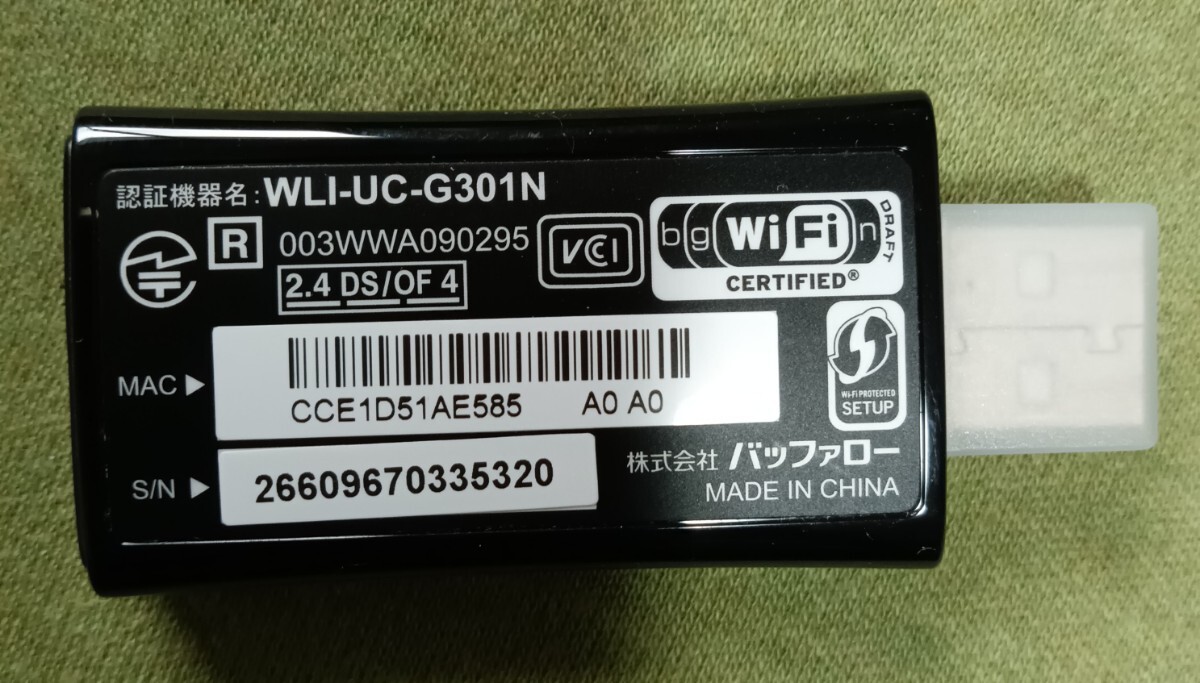 認証機器名: WLI-UC-G301N
R 003WWA090295
VCCI
b g WiFi n DRAFT
CERTIFIED®
2.4 DS/OF 4
MAC ▶ CCE1D51AE585 A0 A0
Wi-Fi PROTECTED
SETUP
S/N ▶ 26609670335320
株式会社 バッファロー
MADE IN CHINA